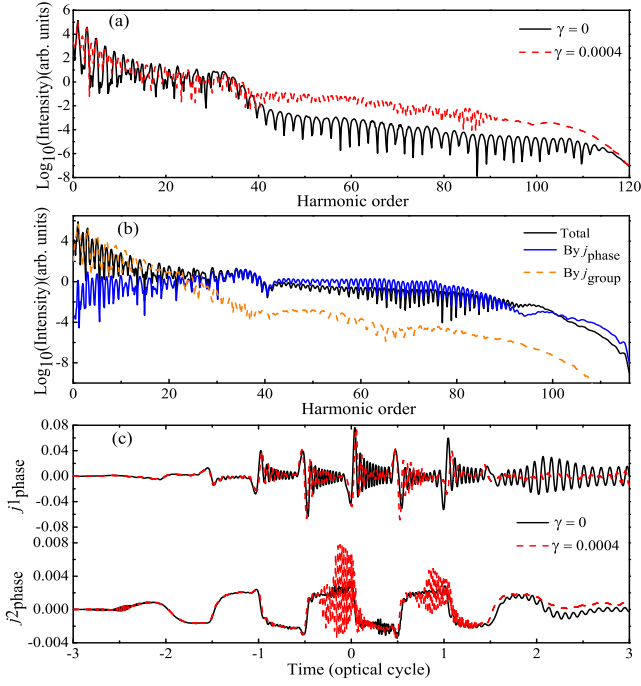 (a)
γ = 0
γ = 0.0004
Log10(Intensity)(arb. units)
6
4
2
0
-2
-4
-6
-8
0 20 40 60 80 100 120
Harmonic order
(b)
Total
By jphase
By jgroup
Log10(Intensity)(arb. units)
4
0
-4
-8
0 20 40 60 80 100
Harmonic order
(c)
j1phase
0.08
0.04
0.00
-0.04
-0.08
γ = 0
γ = 0.0004
j2phase
0.008
0.004
0.000
-0.004
-3 -2 -1 0 1 2 3
Time (optical cycle)